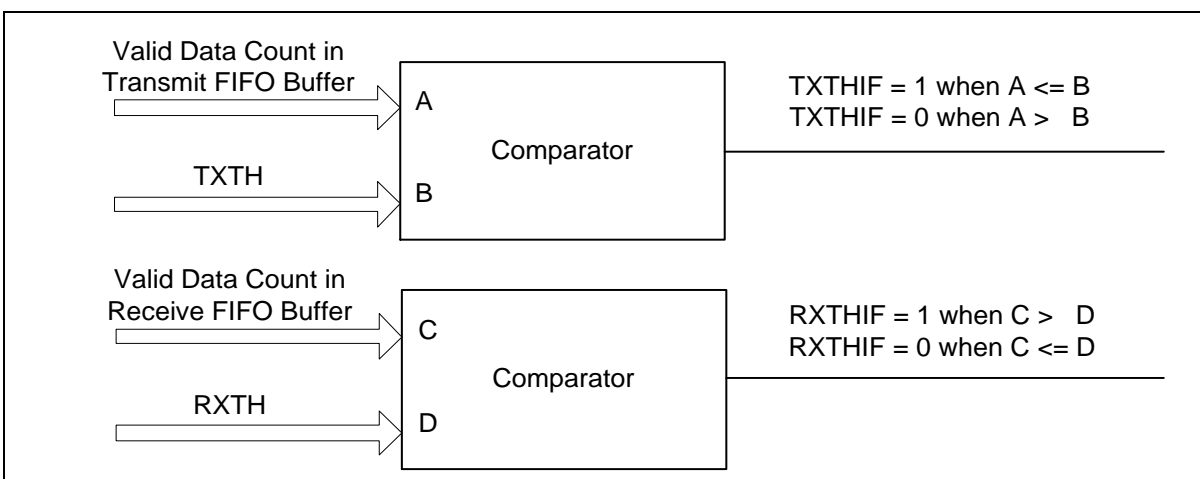 Valid Data Count in
Transmit FIFO Buffer
A
TXTH
B
Comparator
TXTHIF = 1 when A <= B
TXTHIF = 0 when A > B
Valid Data Count in
Receive FIFO Buffer
C
RXTH
D
Comparator
RXTHIF = 1 when C > D
RXTHIF = 0 when C <= D